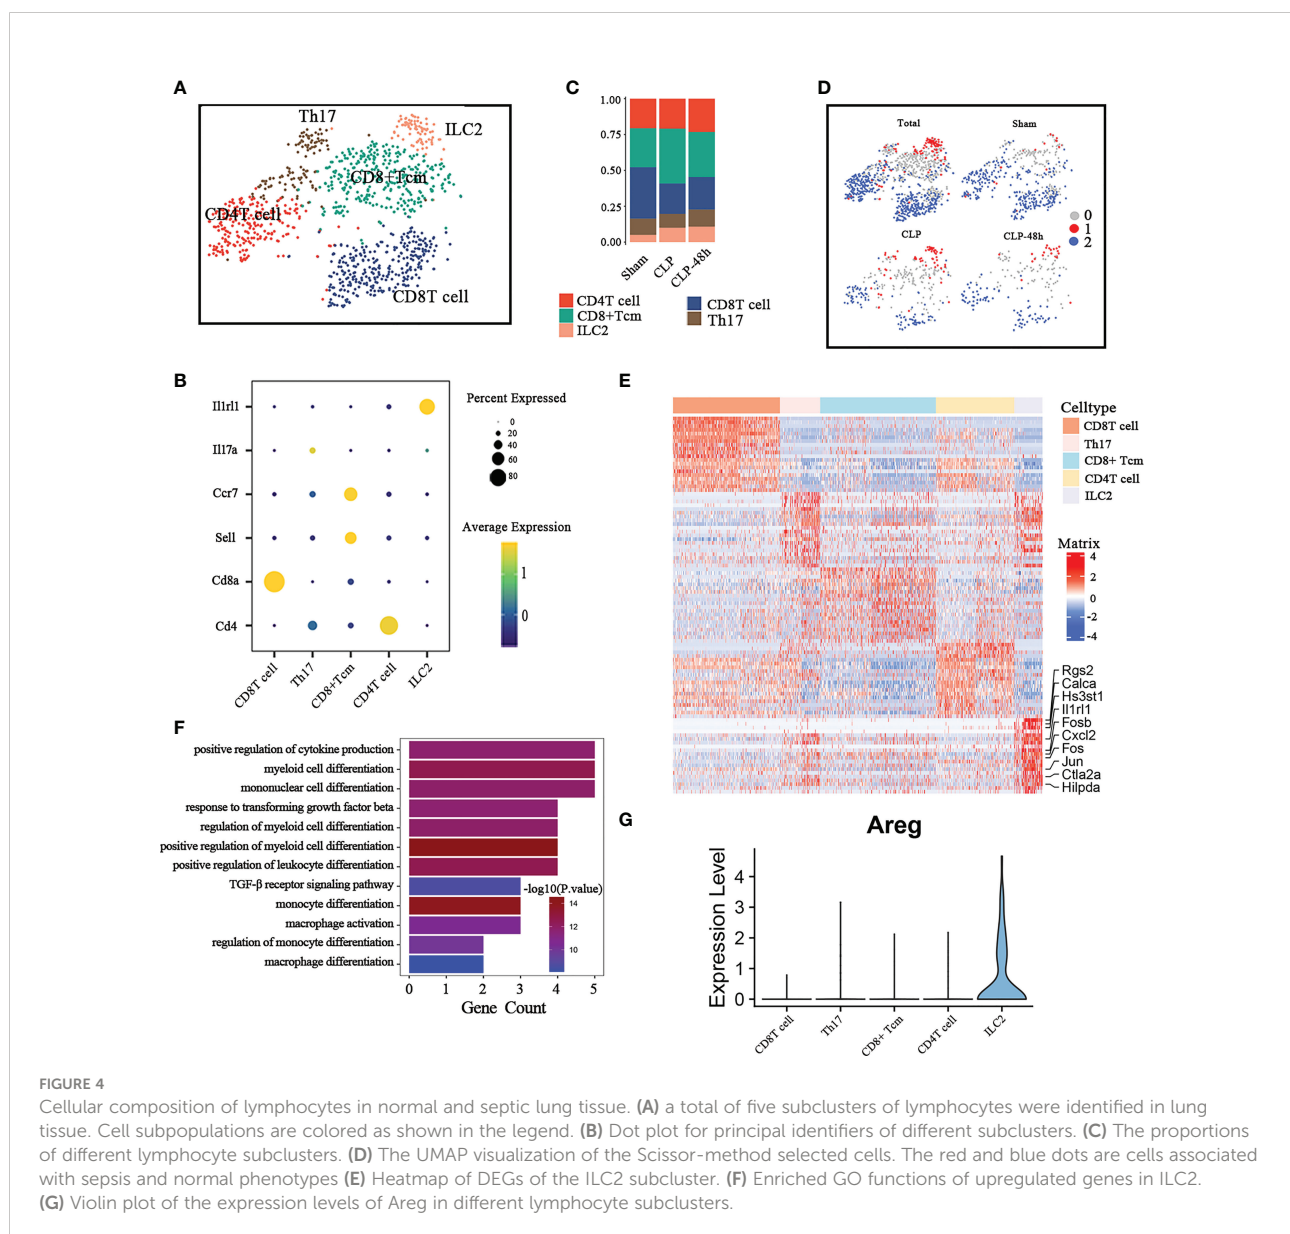 A
Th17
ILC2
CD8+Tcm
CD4T cell
CD8T cell
C
1.00
0.75
0.50
0.25
0.00
Sham
CLP
CLP-48h
CD4T cell
CD8+Tcm
ILC2
CD8T cell
Th17
D
Total
Sham
CLP
CLP-48h
0
1
2
B
Il1rl1
Il17a
Ccr7
Sell
Cd8a
Cd4
CD8T cell
Th17
CD8+Tcm
CD4T cell
ILC2
Percent Expressed
0
20
40
60
80
Average Expression
1
0
E
Celltype
CD8T cell
Th17
CD8+ Tcm
CD4T cell
ILC2
Matrix
4
2
0
-2
-4
Rgs2
Calca
Hs3st1
Il1rl1
Fosb
Cxcl2
Fos
Jun
Ctla2a
Hilpda
F
positive regulation of cytokine production
myeloid cell differentiation
mononuclear cell differentiation
response to transforming growth factor beta
regulation of myeloid cell differentiation
positive regulation of myeloid cell differentiation
positive regulation of leukocyte differentiation
TGF-β receptor signaling pathway
monocyte differentiation
macrophage activation
regulation of monocyte differentiation
macrophage differentiation
0 1 2 3 4 5
Gene Count
-log10(P.value)
14
12
10
G
Areg
Expression Level
4
3
2
1
0
CD8T cell
Th17
CD8+ Tcm
CD4T cell
ILC2
FIGURE 4
Cellular composition of lymphocytes in normal and septic lung tissue. (A) a total of five subclusters of lymphocytes were identified in lung
tissue. Cell subpopulations are colored as shown in the legend. (B) Dot plot for principal identifiers of different subclusters. (C) The proportions
of different lymphocyte subclusters. (D) The UMAP visualization of the Scissor-method selected cells. The red and blue dots are cells associated
with sepsis and normal phenotypes (E) Heatmap of DEGs of the ILC2 subcluster. (F) Enriched GO functions of upregulated genes in ILC2.
(G) Violin plot of the expression levels of Areg in different lymphocyte subclusters.